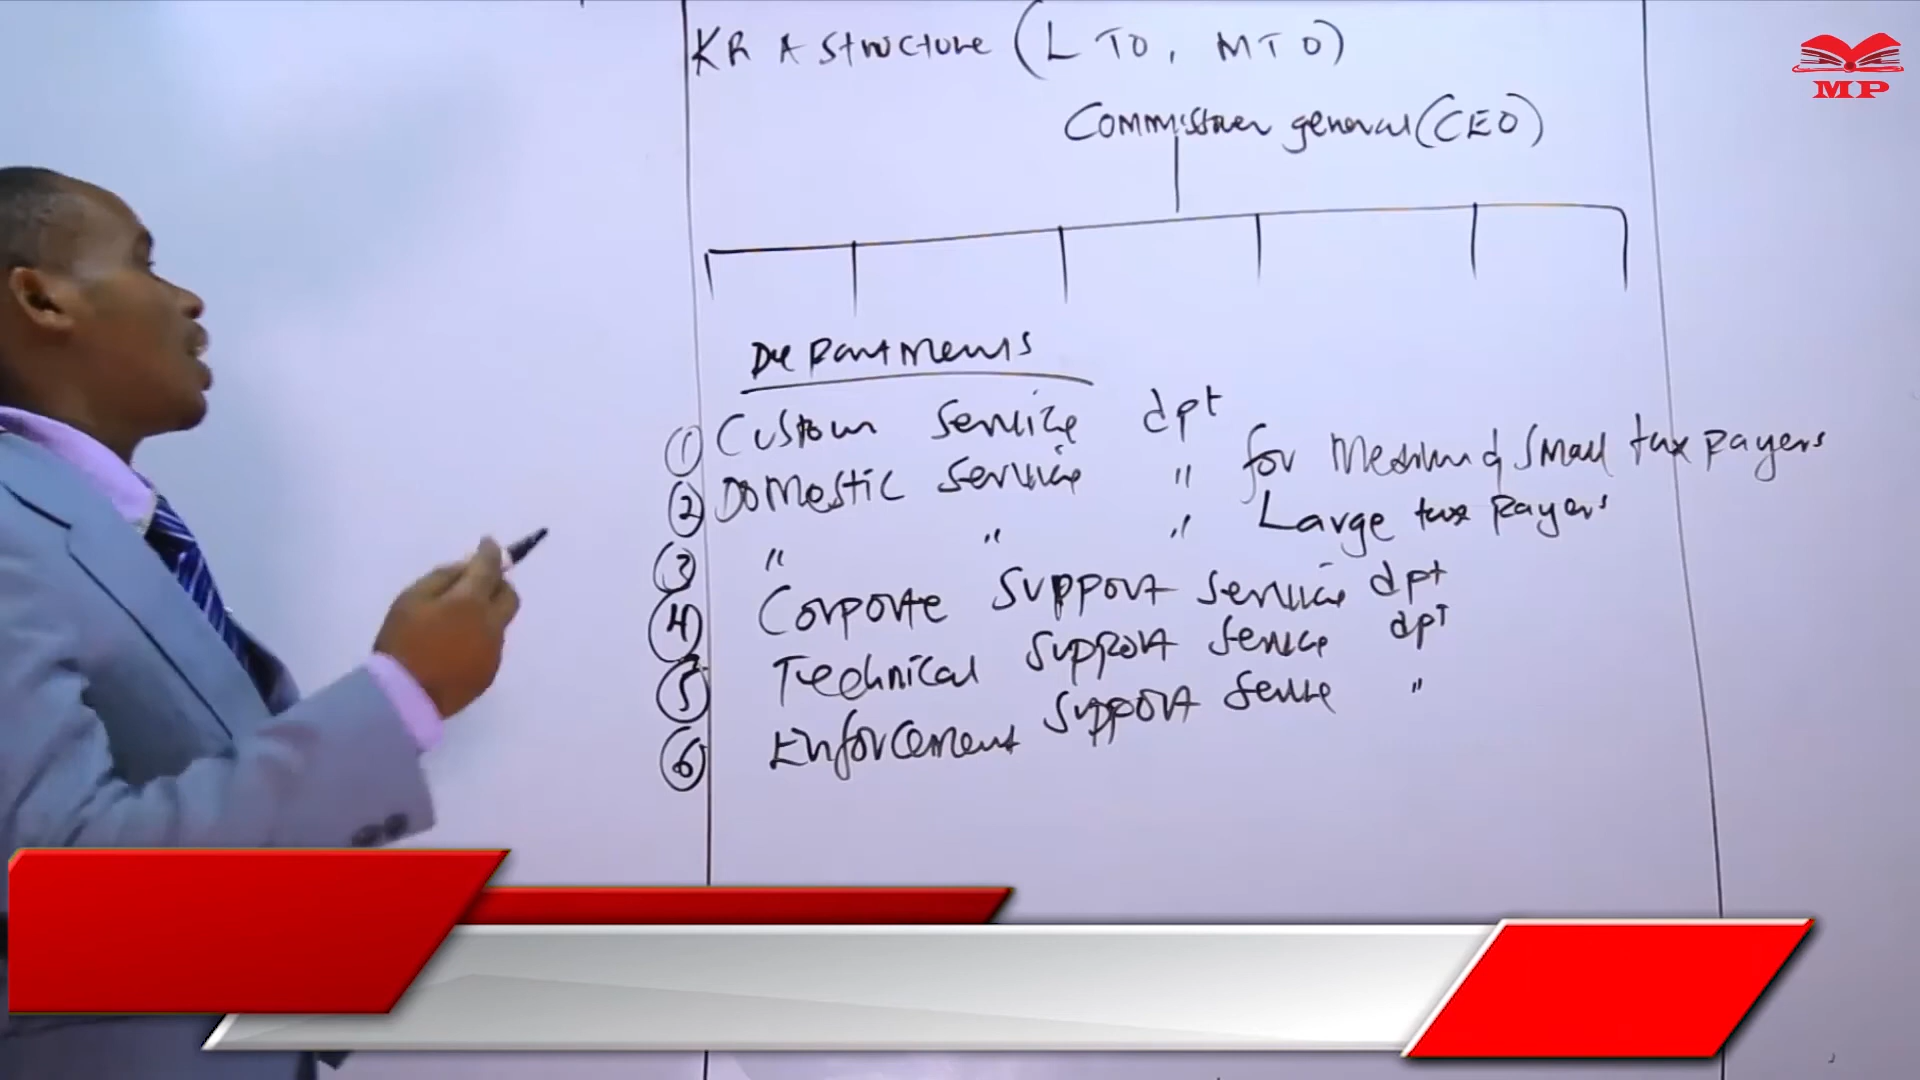 KRA Structure (LTO, MTO)
MP
Commissioner general (CEO)
Departments
① Custom Service dpt
② Domestic Service " for Medium & Small tax payers
③ " " " Large tax payers
④ Corporte Support Service dpt
⑤ Technical Support Service dpt
⑥ Enforcement Support Service "